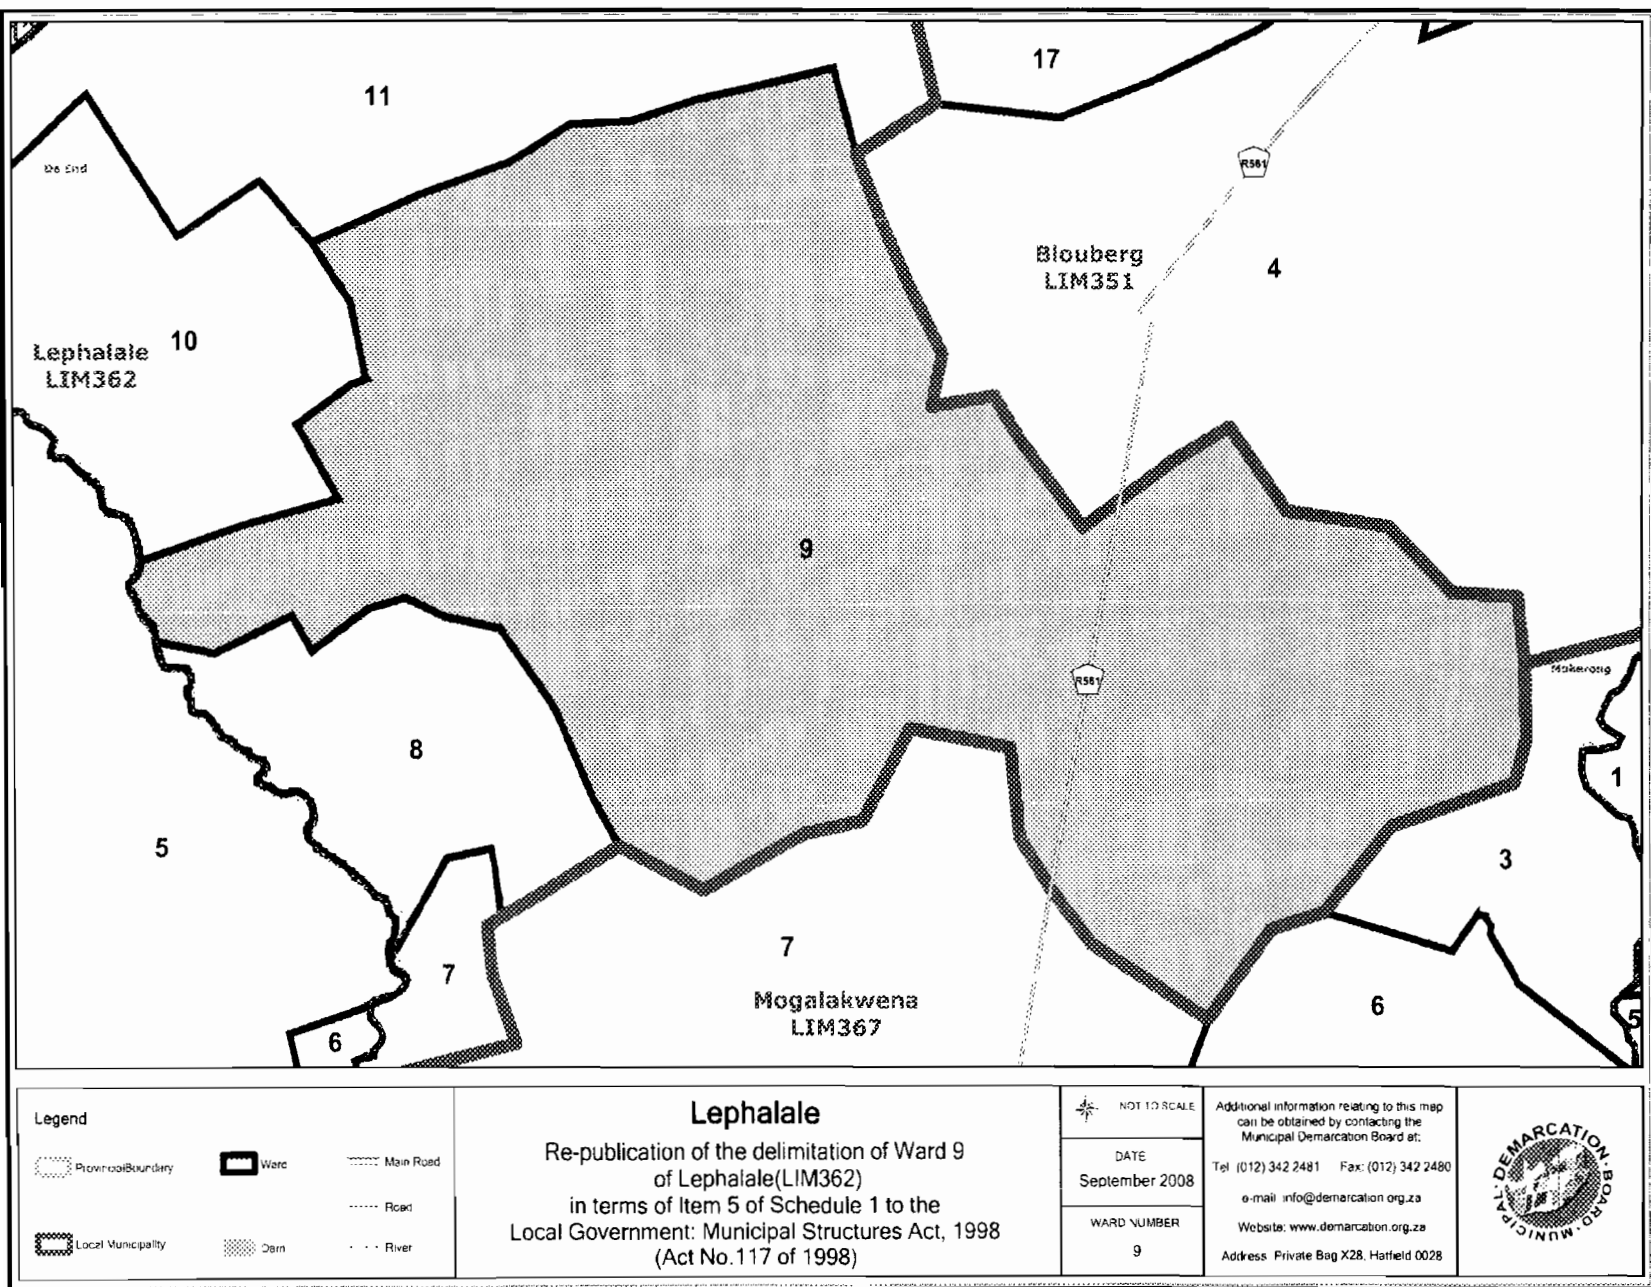 17
11
De End
R561
Blouberg
LIM351
4
10
Lephalale
LIM362
9
Makerong
R561
8
1
5
3
7
7
Mogalakwena
LIM367
6
5
6
Legend
Provincial Boundary
Ward
Main Road
Road
Local Municipality
Dam
River
Lephalale
Re-publication of the delimitation of Ward 9
of Lephalale(LIM362)
in terms of Item 5 of Schedule 1 to the
Local Government: Municipal Structures Act, 1998
(Act No.117 of 1998)
NOT TO SCALE
DATE
September 2008
WARD NUMBER
9
Additional information relating to this map
can be obtained by contacting the
Municipal Demarcation Board at:
Tel (012) 342 2481 Fax: (012) 342 2480
e-mail info@demarcation.org.za
Website: www.demarcation.org.za
Address Private Bag X28, Hatfield 0028
MUNICIPAL·DEMARCATION·BOARD·